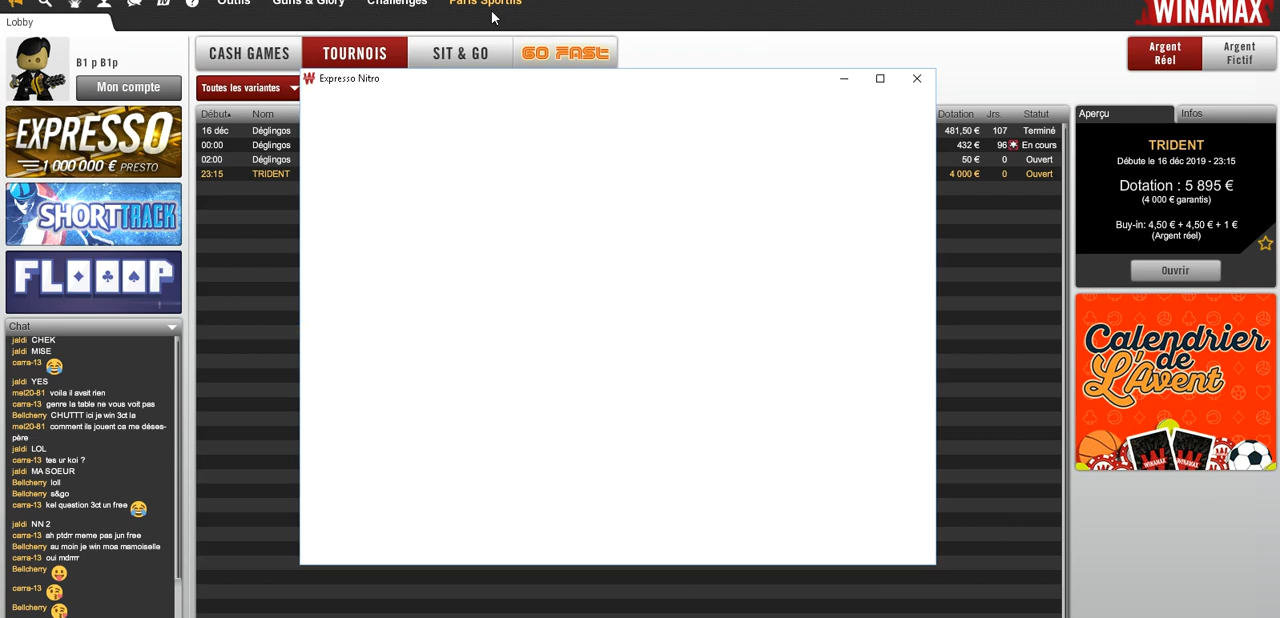 Outils Guns & Glory Challenges Paris Sportifs
WINAMAX
Lobby
B1 p B1p
Mon compte
CASH GAMES TOURNOIS SIT & GO GO FAST
Argent Réel
Argent Fictif
Toutes les variantes
Expresso Nitro
EXPRESSO
1 000 000 € PRESTO
SHORTTRACK
FLOOOP
Début Nom Dotation Jrs. Statut
16 déc Déglingos 481,50 € 107 Terminé
00:00 Déglingos 432 € 96 En cours
02:00 Déglingos 50 € 0 Ouvert
23:15 TRIDENT 4 000 € 0 Ouvert
Aperçu Infos
TRIDENT
Débute le 16 déc 2019 - 23:15
Dotation : 5 895 €
(4 000 € garantis)
Buy-in: 4,50 € + 4,50 € + 1 €
(Argent réel)
Ouvrir
Calendrier
de
L'Avent
WINAMAX
WINAMAX
Chat
jaldi CHEK
jaldi MISE
carra-13 😂
jaldi YES
mel20-81 voila il avait rien
carra-13 genre la table ne vous voit pas
Bellcherry CHUTTT ici je win 3ct la
mel20-81 comment ils jouent ca me déses-
père
jaldi LOL
carra-13 tes ur koi ?
jaldi MA SOEUR
Bellcherry loll
Bellcherry s&go
carra-13 kel question 3ct un free 😂
jaldi NN 2
carra-13 ah ptdrr meme pas jun free
Bellcherry au moin je win moa mamoiselle
carra-13 oui mdrrrr
Bellcherry 😛
carra-13 😘
Bellcherry 😘